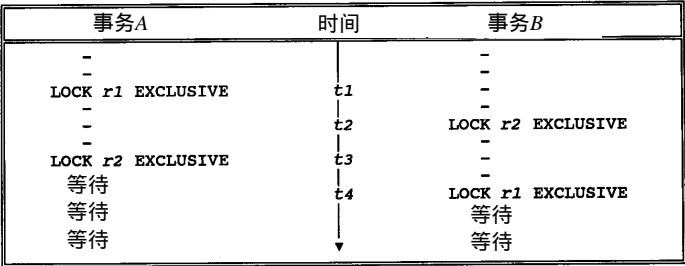 事务A 时间 事务B
-
-
-
-
LOCK r1 EXCLUSIVE t1 -
- -
- t2 LOCK r2 EXCLUSIVE
- -
LOCK r2 EXCLUSIVE t3 -
等待 -
t4 LOCK r1 EXCLUSIVE
等待 等待
等待 等待